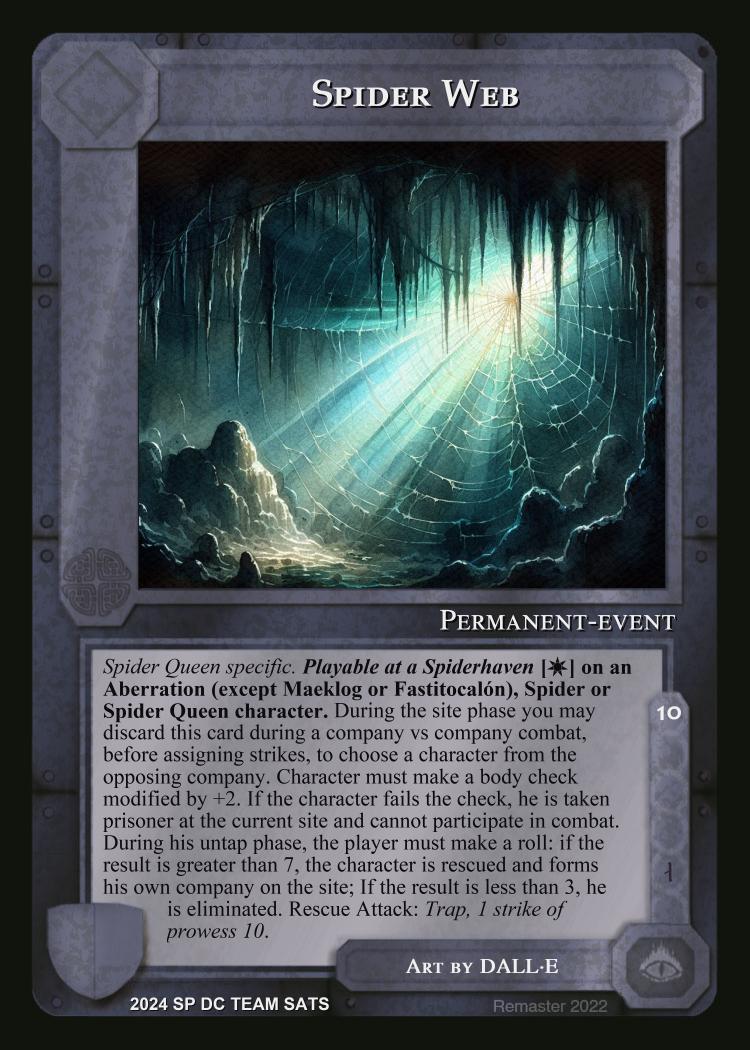 Spider Web
Permanent-event
Spider Queen specific. Playable at a Spiderhaven [✷] on an
Aberration (except Maeklog or Fastitocalón), Spider or
Spider Queen character. During the site phase you may
discard this card during a company vs company combat,
before assigning strikes, to choose a character from the
opposing company. Character must make a body check
modified by +2. If the character fails the check, he is taken
prisoner at the current site and cannot participate in combat.
During his untap phase, the player must make a roll: if the
result is greater than 7, the character is rescued and forms
his own company on the site; If the result is less than 3, he
is eliminated. Rescue Attack: Trap, 1 strike of
prowess 10.
10
Art by DALL·E
2024 SP DC TEAM SATS
Remaster 2022